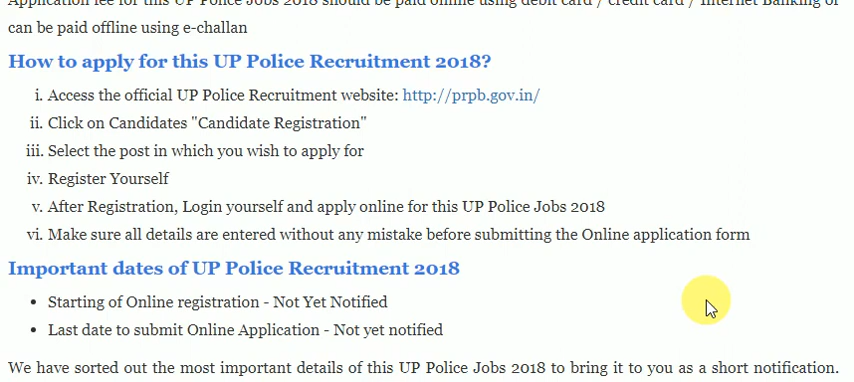 Application fee for this UP Police Jobs 2018 should be paid online using debit card / credit card / Internet Banking or
can be paid offline using e-challan
How to apply for this UP Police Recruitment 2018?
i. Access the official UP Police Recruitment website: http://prpb.gov.in/
ii. Click on Candidates "Candidate Registration"
iii. Select the post in which you wish to apply for
iv. Register Yourself
v. After Registration, Login yourself and apply online for this UP Police Jobs 2018
vi. Make sure all details are entered without any mistake before submitting the Online application form
Important dates of UP Police Recruitment 2018
• Starting of Online registration - Not Yet Notified
• Last date to submit Online Application - Not yet notified
We have sorted out the most important details of this UP Police Jobs 2018 to bring it to you as a short notification.